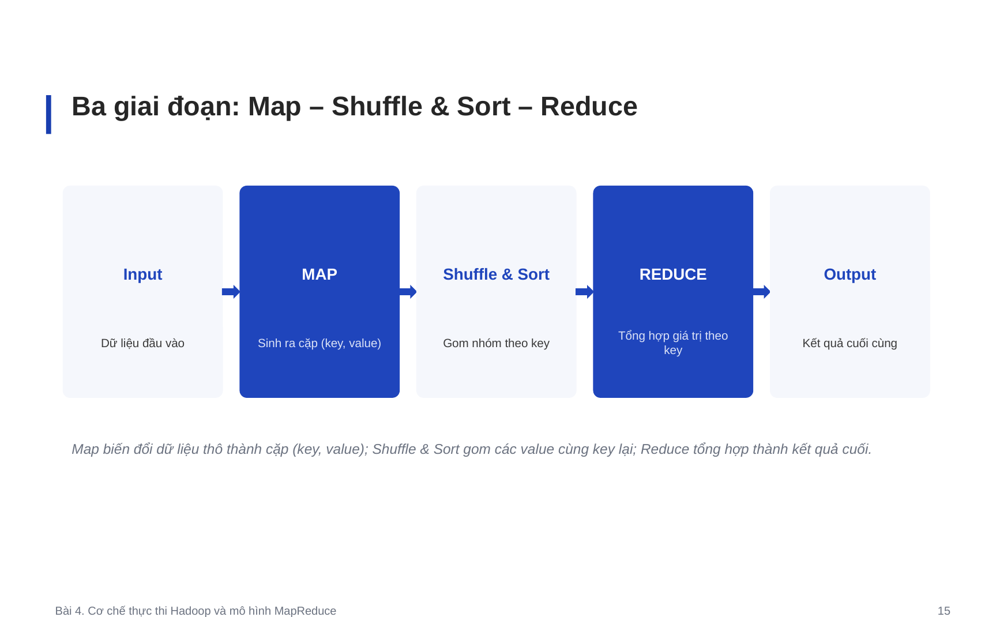 Ba giai đoạn: Map – Shuffle & Sort – Reduce
Input
Dữ liệu đầu vào
MAP
Sinh ra cặp (key, value)
Shuffle & Sort
Gom nhóm theo key
REDUCE
Tổng hợp giá trị theo
key
Output
Kết quả cuối cùng
Map biến đổi dữ liệu thô thành cặp (key, value); Shuffle & Sort gom các value cùng key lại; Reduce tổng hợp thành kết quả cuối.
Bài 4. Cơ chế thực thi Hadoop và mô hình MapReduce
15